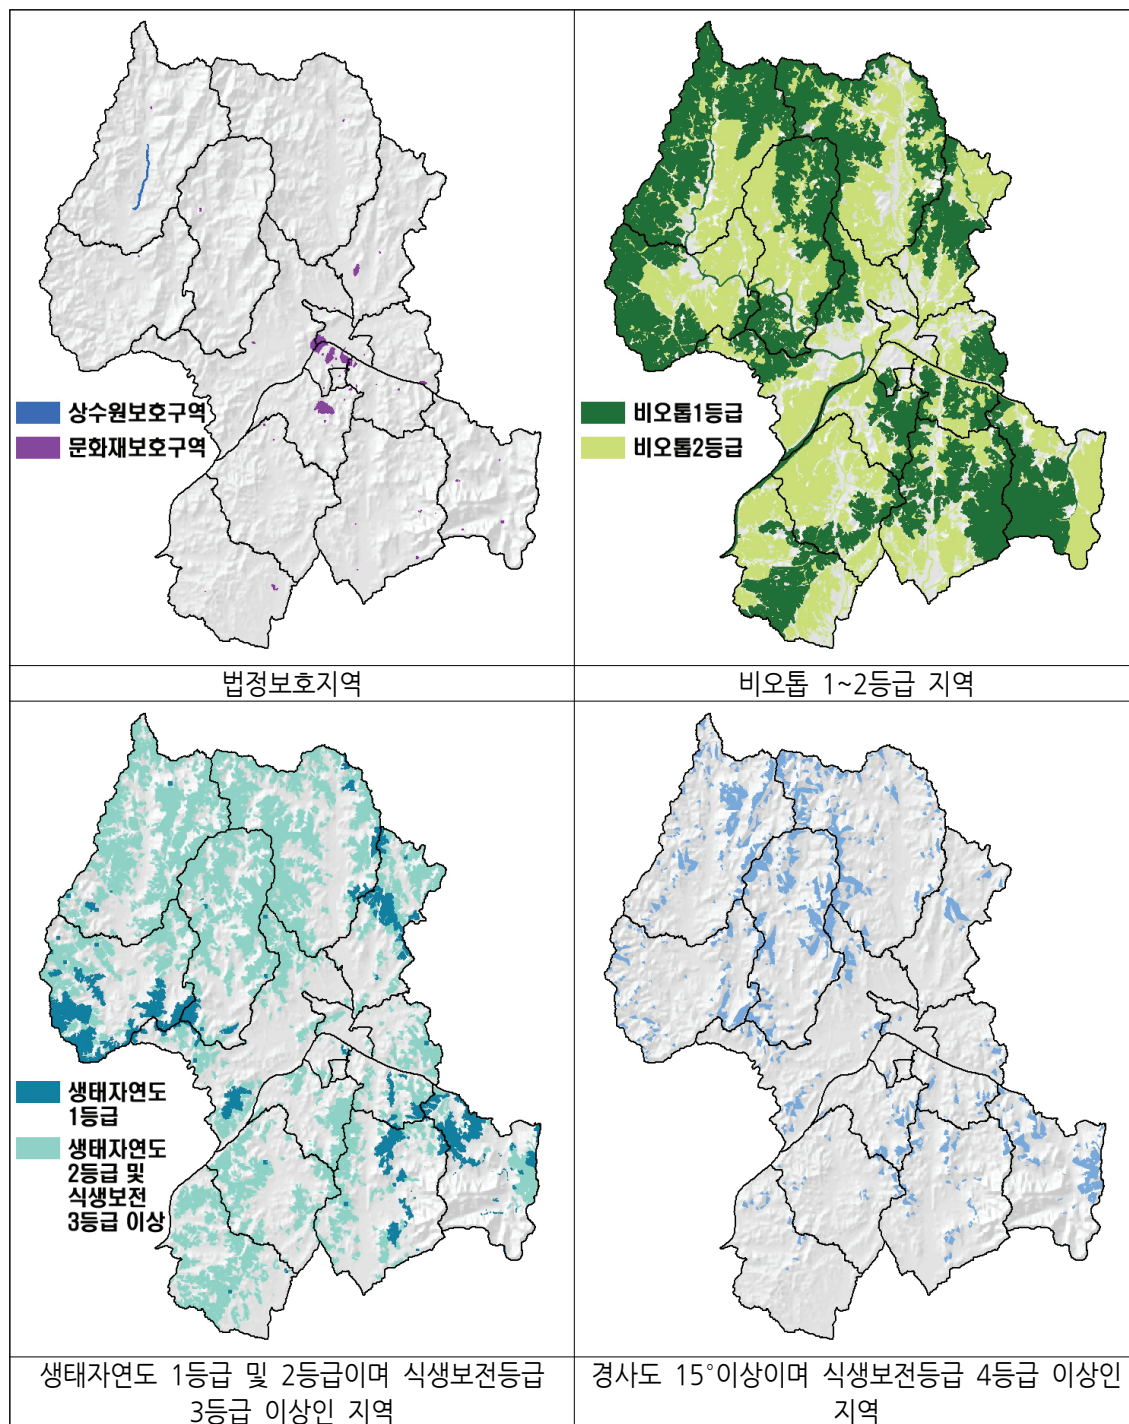 상수원보호구역
문화재보호구역
비오톱1등급
비오톱2등급
법정보호지역
비오톱 1~2등급 지역
생태자연도
1등급
생태자연도
2등급 및
식생보전
3등급 이상
생태자연도 1등급 및 2등급이며 식생보전등급
3등급 이상인 지역
경사도 15°이상이며 식생보전등급 4등급 이상인
지역